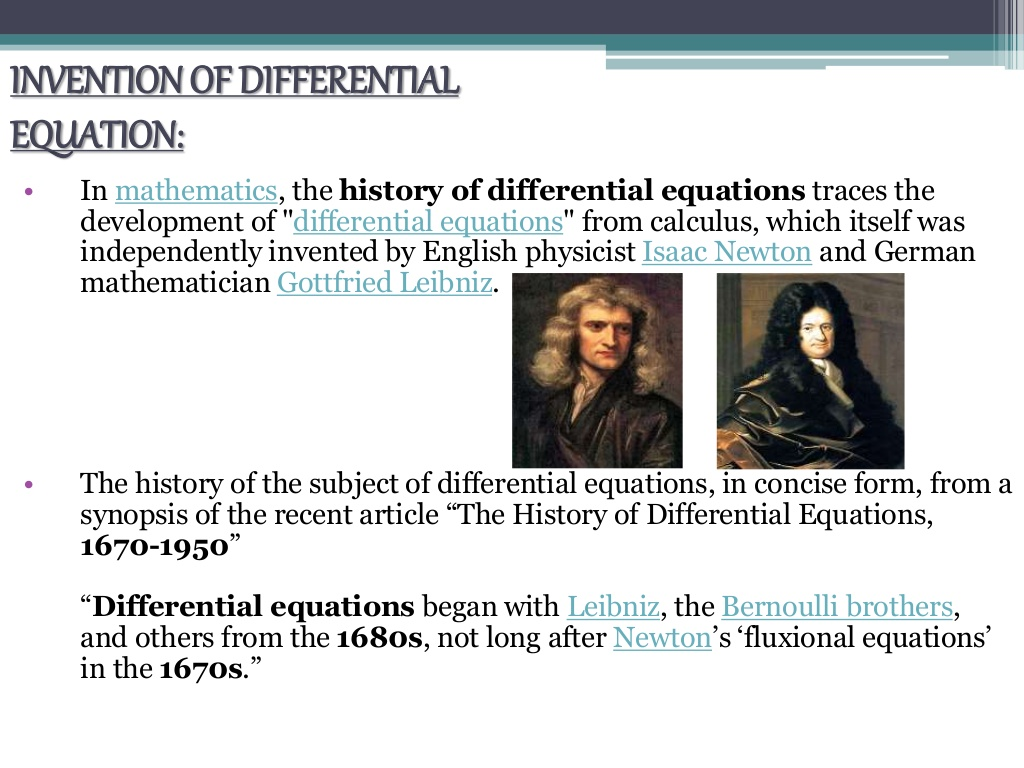 INVENTION OF DIFFERENTIAL
EQUATION:
• In mathematics, the history of differential equations traces the
development of "differential equations" from calculus, which itself was
independently invented by English physicist Isaac Newton and German
mathematician Gottfried Leibniz.
• The history of the subject of differential equations, in concise form, from a
synopsis of the recent article “The History of Differential Equations,
1670-1950”
“Differential equations began with Leibniz, the Bernoulli brothers,
and others from the 1680s, not long after Newton’s ‘fluxional equations’
in the 1670s.”